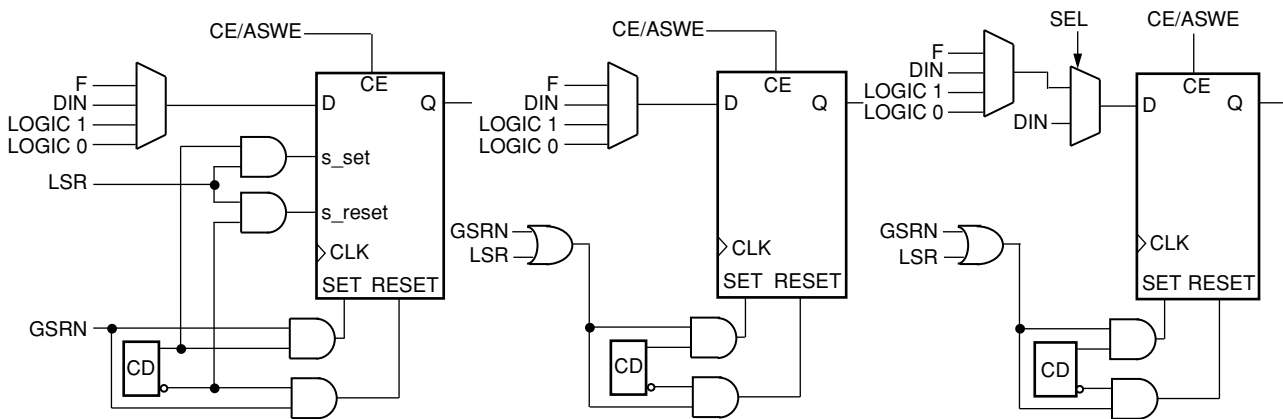 CE/ASWE
F
DIN
LOGIC 1
LOGIC 0
LSR
CE
D
Q
s_set
s_reset
CLK
SET RESET
GSRN
CD
CE/ASWE
F
DIN
LOGIC 1
LOGIC 0
CE
D
Q
GSRN
LSR
CLK
SET RESET
CD
SEL
CE/ASWE
F
DIN
LOGIC 1
LOGIC 0
DIN
CE
D
Q
GSRN
LSR
CLK
SET RESET
CD